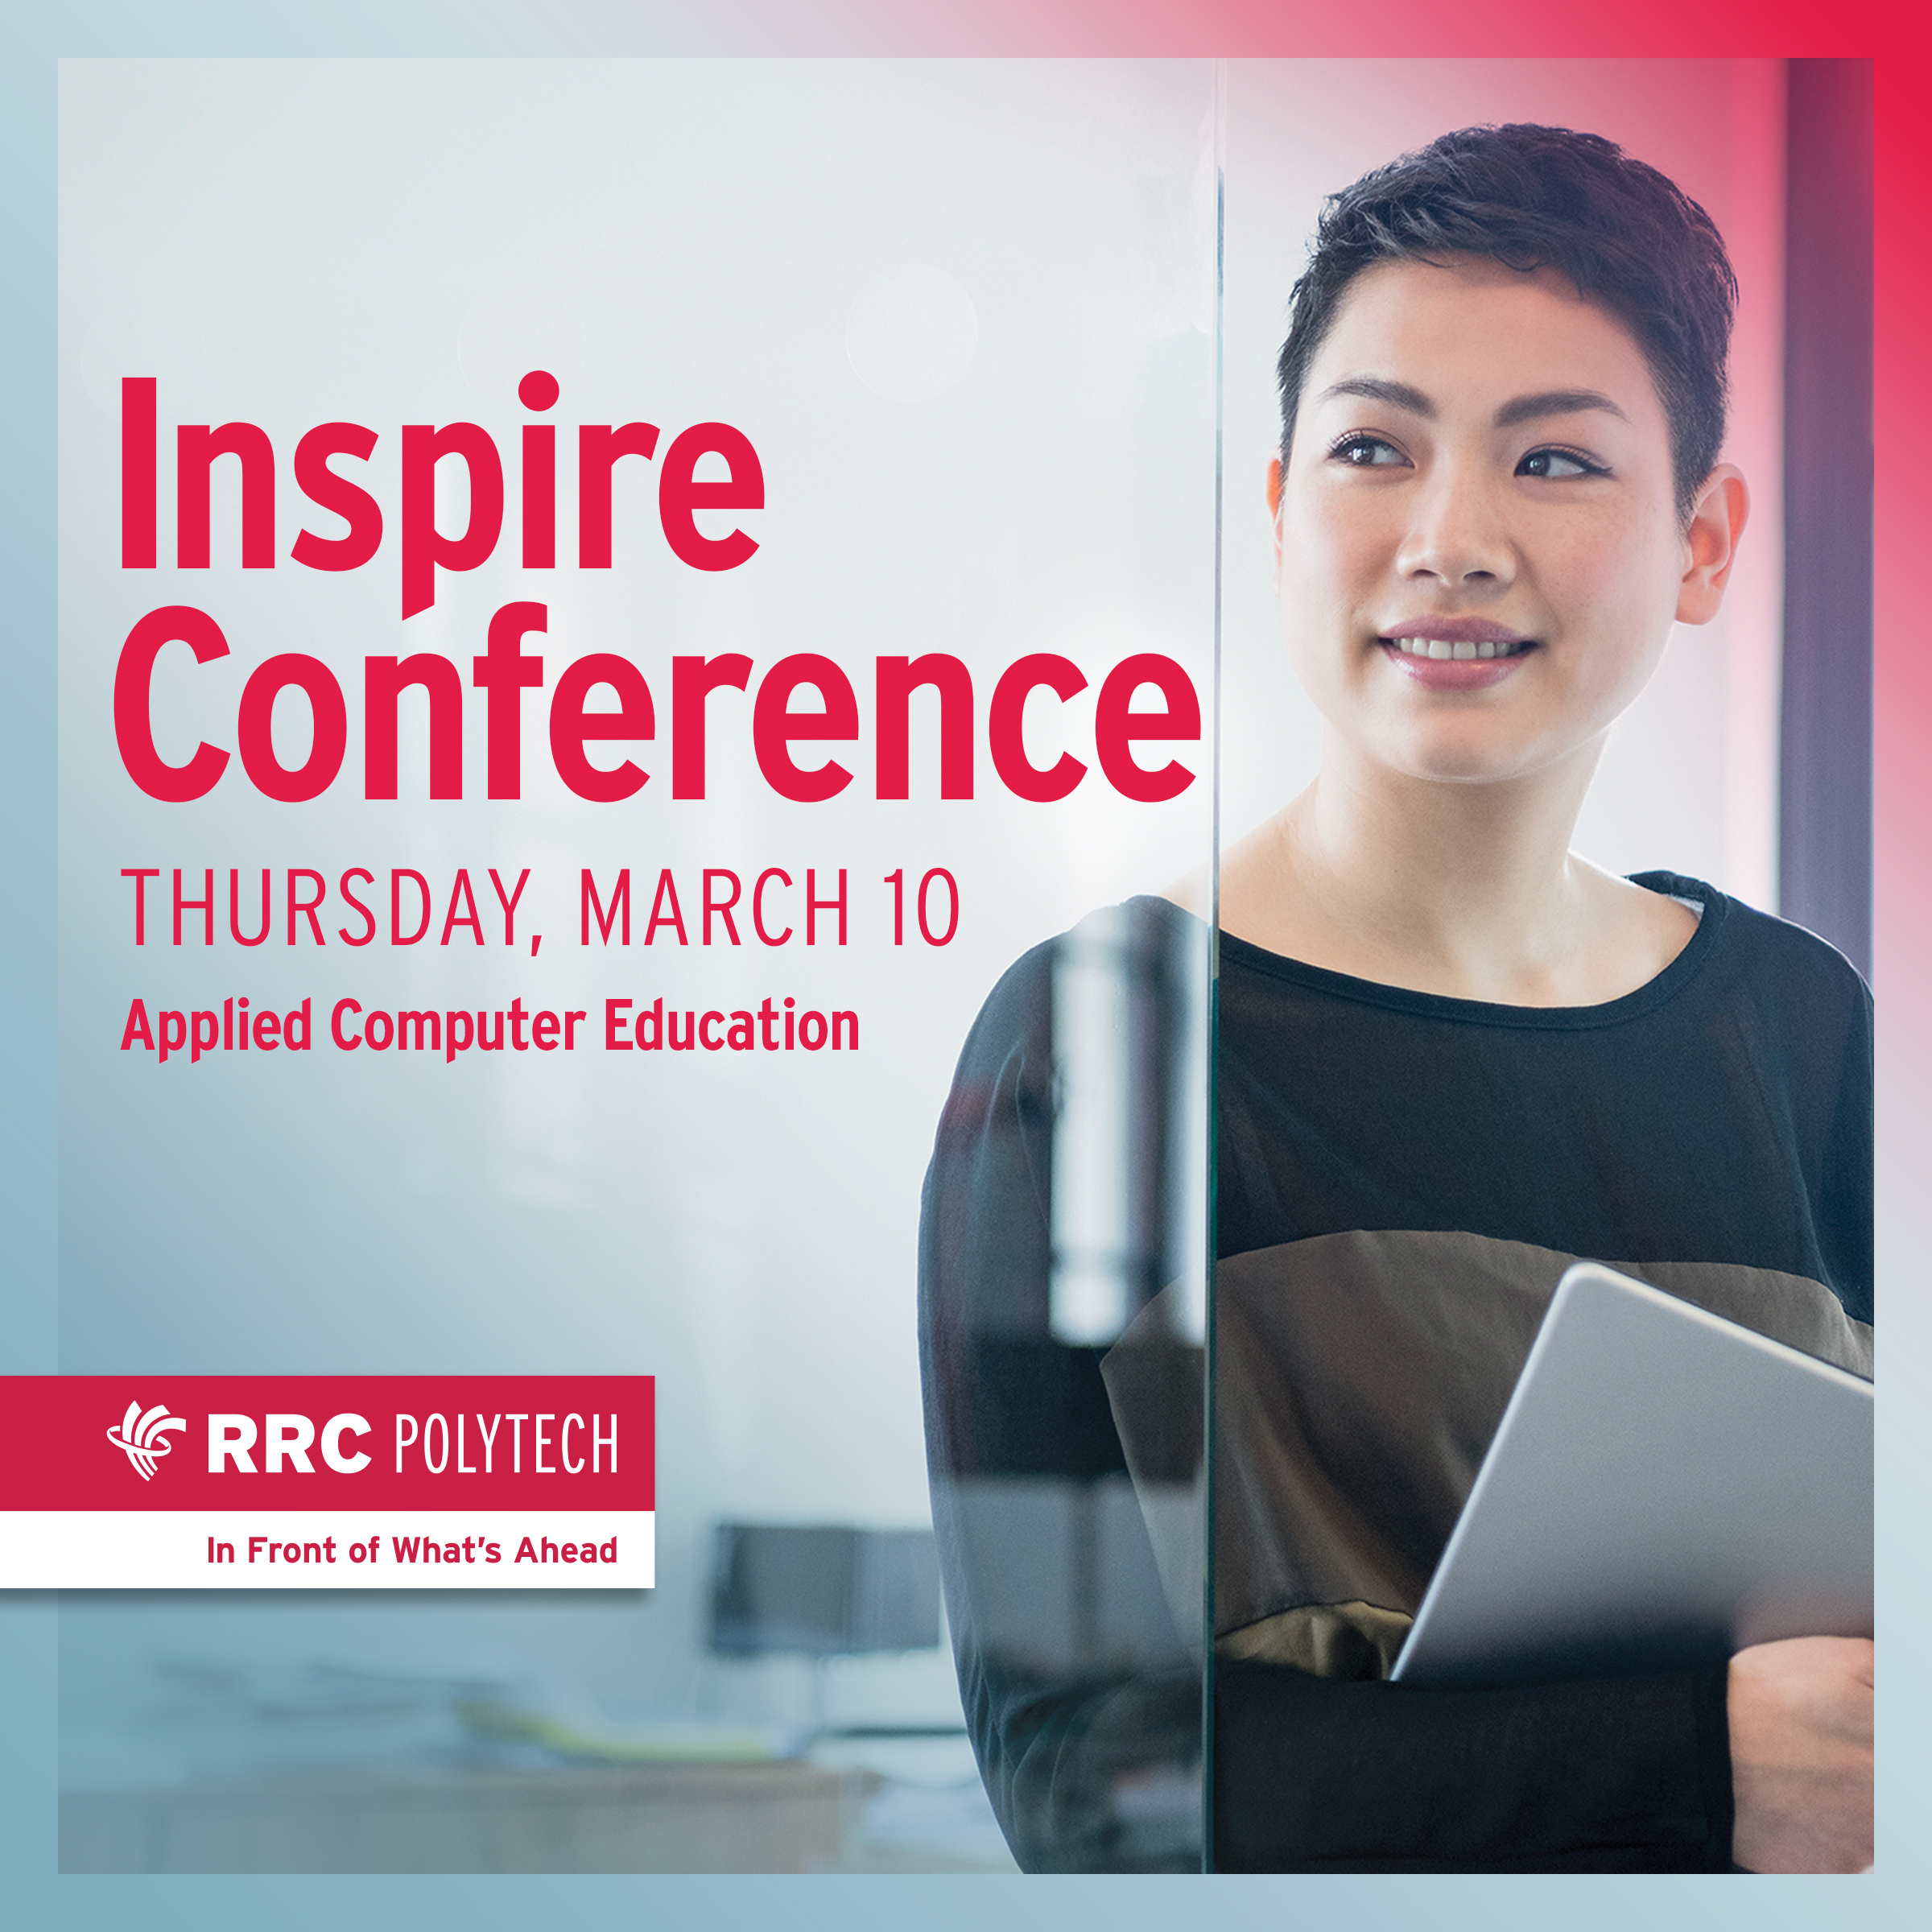 Inspire
Conference
THURSDAY, MARCH 10
Applied Computer Education
RRC POLYTECH
In Front of What's Ahead